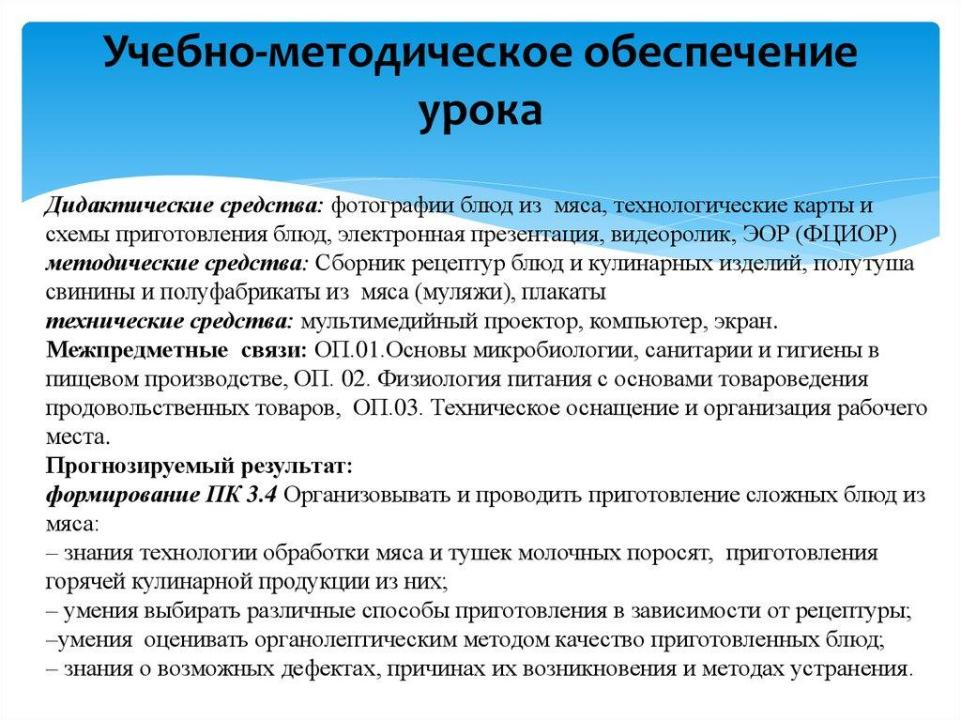 Учебно-методическое обеспечение
урока
Дидактические средства: фотографии блюд из мяса, технологические карты и
схемы приготовления блюд, электронная презентация, видеоролик, ЭОР (ФЦИОР)
методические средства: Сборник рецептур блюд и кулинарных изделий, полутуша
свинины и полуфабрикаты из мяса (муляжи), плакаты
технические средства: мультимедийный проектор, компьютер, экран.
Межпредметные связи: ОП.01.Основы микробиологии, санитарии и гигиены в
пищевом производстве, ОП. 02. Физиология питания с основами товароведения
продовольственных товаров, ОП.03. Техническое оснащение и организация рабочего
места.
Прогнозируемый результат:
формирование ПК 3.4 Организовывать и проводить приготовление сложных блюд из
мяса:
– знания технологии обработки мяса и тушек молочных поросят, приготовления
горячей кулинарной продукции из них;
– умения выбирать различные способы приготовления в зависимости от рецептуры;
–умения оценивать органолептическим методом качество приготовленных блюд;
– знания о возможных дефектах, причинах их возникновения и методах устранения.